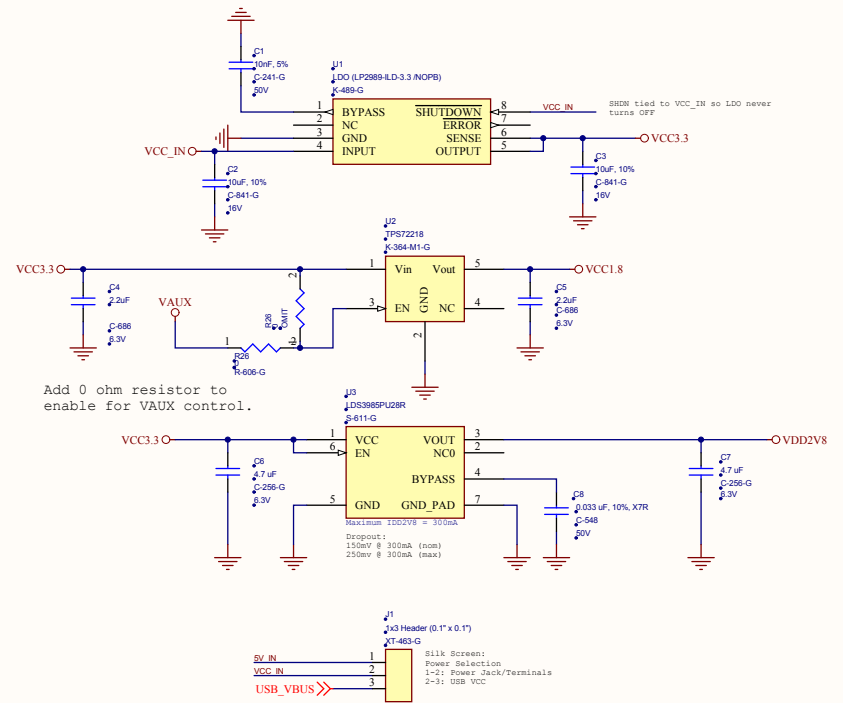 C1
10nF, 5%
C-241-G
50V
U1
LDO (LP2989-ILD-3.3 /NOPB)
K-489-G
1 BYPASS SHUTDOWN 8 VCC_IN
2 NC ERROR 7
3 GND SENSE 6
4 INPUT OUTPUT 5
SHDN tied to VCC_IN so LDO never
turns OFF
VCC_IN
VCC3.3
C2
10uF, 10%
C-841-G
16V
C3
10uF, 10%
C-841-G
16V
U2
TPS72218
K-364-M1-G
VCC3.3
1 Vin Vout 5
VCC1.8
3 EN GND NC 4
2
C4
2.2uF
C-686
6.3V
VAUX
2
R26
OMIT
2
1
R26
0
R-606-G
C5
2.2uF
C-686
6.3V
Add 0 ohm resistor to
enable for VAUX control.
U3
LDS3985PU28R
S-611-G
VCC3.3
1 VCC VOUT 3
VDD2V8
6 EN NC0 2
BYPASS 4
5 GND GND_PAD 7
C6
4.7 uF
C-256-G
6.3V
C7
4.7 uF
C-256-G
6.3V
C8
0.033 uF, 10%, X7R
C-548
50V
Maximum IDD2V8 = 300mA
Dropout:
150mV @ 300mA (nom)
250mv @ 300mA (max)
J1
1x3 Header (0.1" x 0.1")
XT-463-G
5V_IN 1
VCC_IN 2
USB_VBUS 3
Silk Screen:
Power Selection
1-2: Power Jack/Terminals
2-3: USB VCC